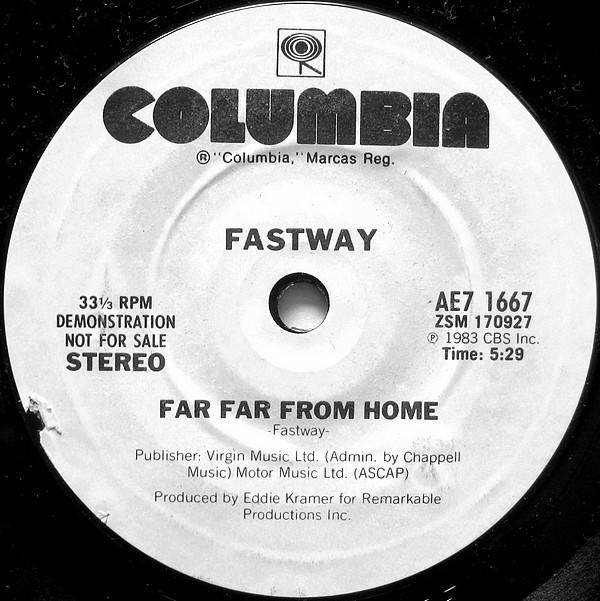 COLUMBIA
® "Columbia," Marcas Reg.
FASTWAY
33⅓ RPM
DEMONSTRATION
NOT FOR SALE
STEREO
AE7 1667
ZSM 170927
℗ 1983 CBS Inc.
Time: 5:29
FAR FAR FROM HOME
-Fastway-
Publisher: Virgin Music Ltd. (Admin. by Chappell
Music) Motor Music Ltd. (ASCAP)
Produced by Eddie Kramer for Remarkable
Productions Inc.